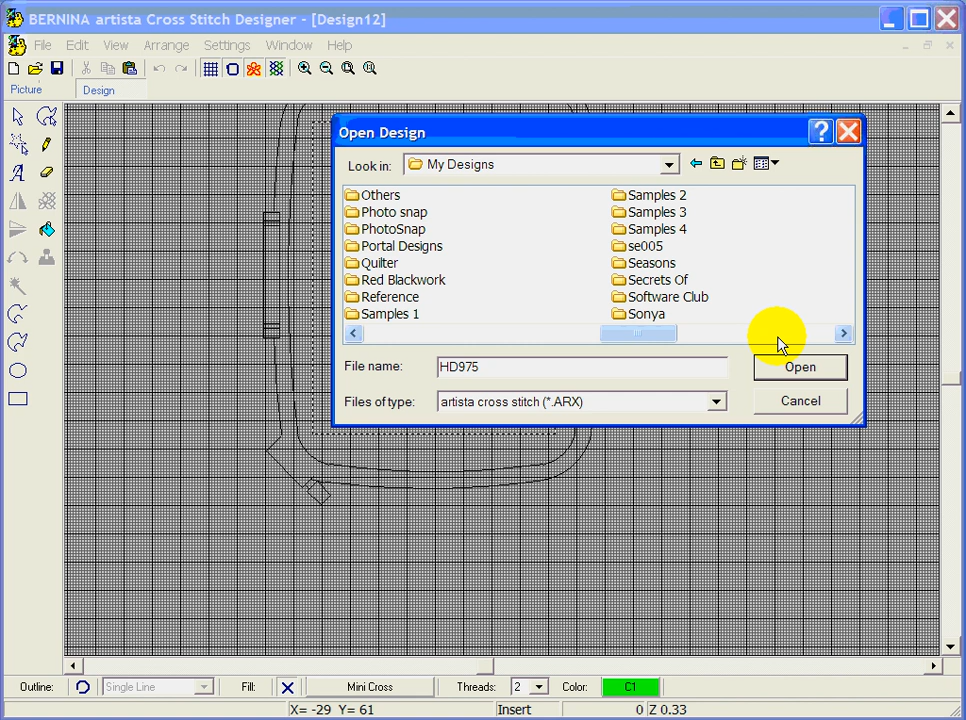 BERNINA artista Cross Stitch Designer - [Design12]
File Edit View Arrange Settings Window Help
Picture Design
Open Design
Look in: My Designs
Others
Photo snap
PhotoSnap
Portal Designs
Quilter
Red Blackwork
Reference
Samples 1
Samples 2
Samples 3
Samples 4
se005
Seasons
Secrets Of
Software Club
Sonya
File name: HD975 Open
Files of type: artista cross stitch (*.ARX) Cancel
Outline: Single Line Fill: Mini Cross Threads: 2 Color: C1
X= -29 Y= 61 Insert 0 Z 0.33